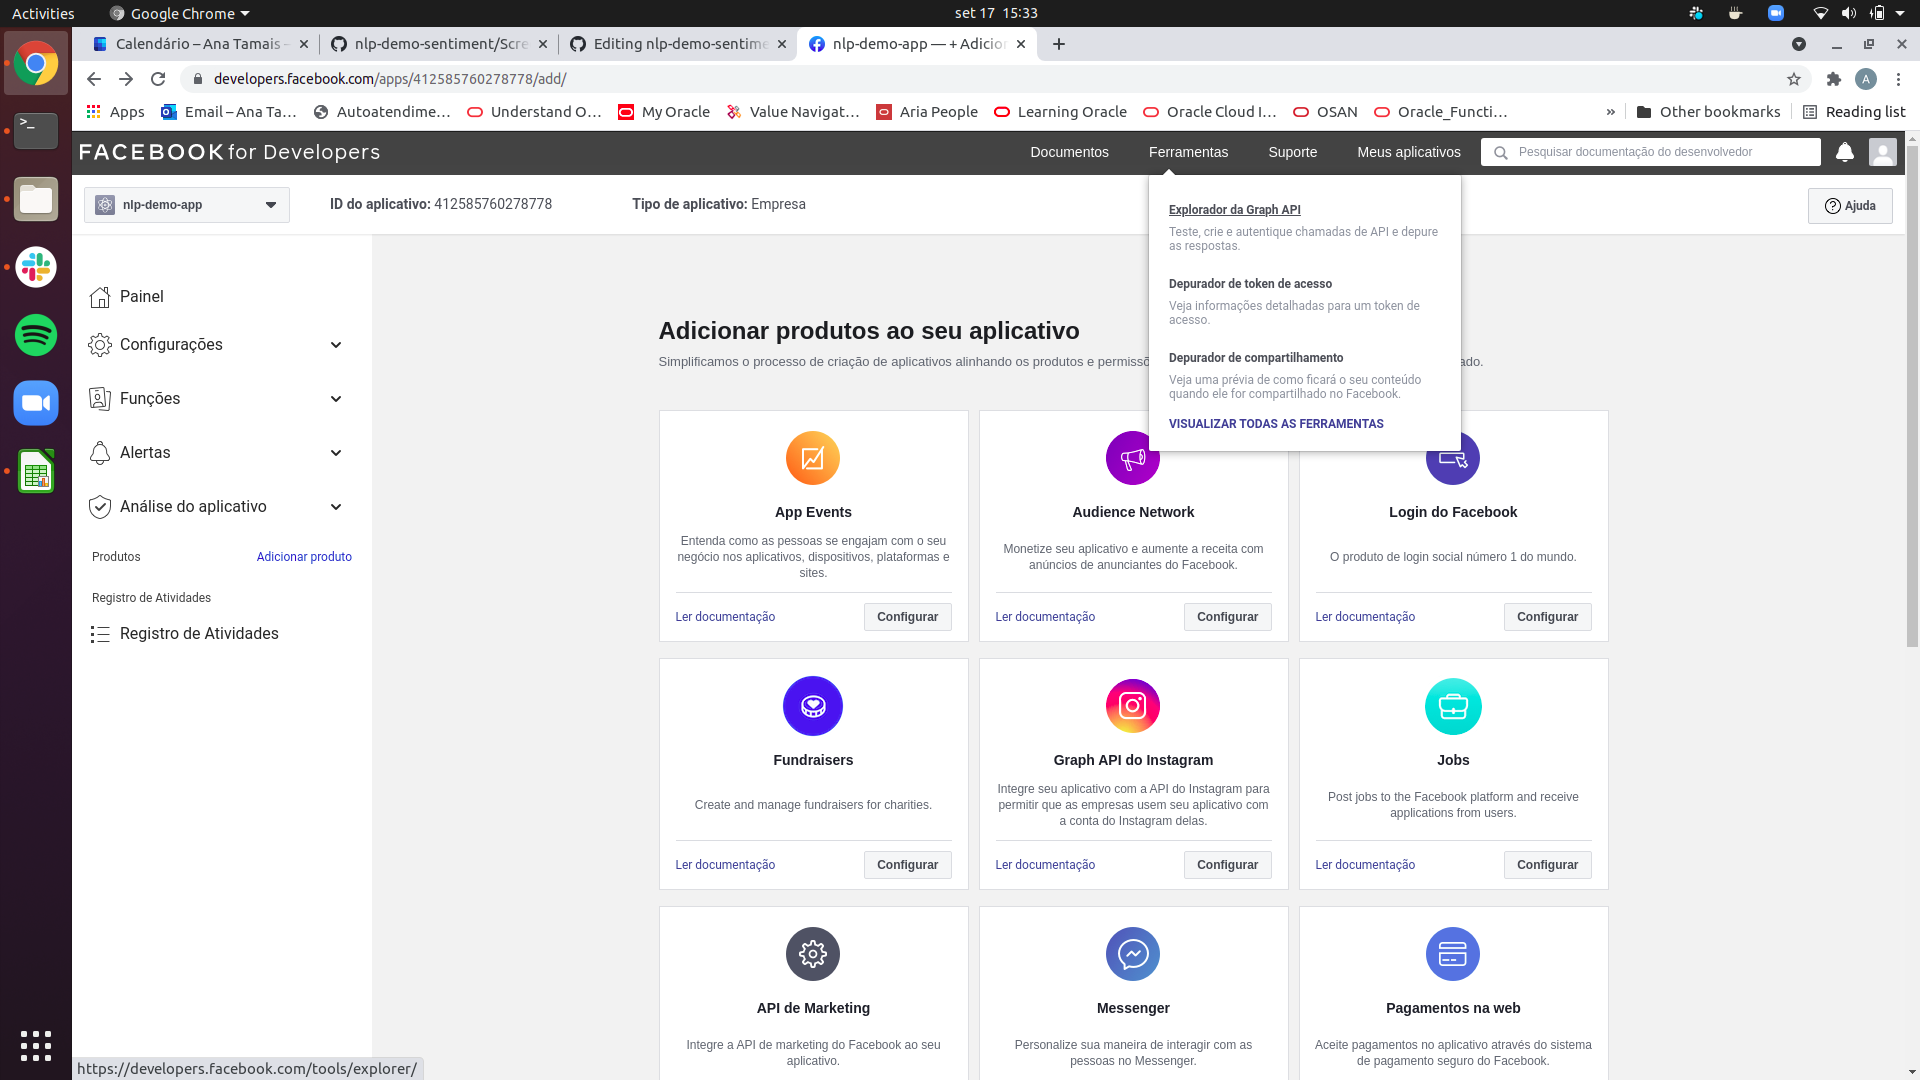 Activities
Google Chrome
set 17 15:33
Calendário – Ana Tamais –
nlp-demo-sentiment/Scre
Editing nlp-demo-sentime
nlp-demo-app — + Adicion
developers.facebook.com/apps/412585760278778/add/
A
Apps
Email – Ana Ta…
Autoatendime…
Understand O…
My Oracle
Value Navigat…
Aria People
Learning Oracle
Oracle Cloud I…
OSAN
Oracle_Functi…
»
Other bookmarks
Reading list
FACEBOOK for Developers
Documentos
Ferramentas
Suporte
Meus aplicativos
Pesquisar documentação do desenvolvedor
nlp-demo-app
ID do aplicativo: 412585760278778
Tipo de aplicativo: Empresa
Ajuda
Explorador da Graph API
Teste, crie e autentique chamadas de API e depure
as respostas.
Depurador de token de acesso
Veja informações detalhadas para um token de
acesso.
Depurador de compartilhamento
Veja uma prévia de como ficará o seu conteúdo
quando ele for compartilhado no Facebook.
VISUALIZAR TODAS AS FERRAMENTAS
Painel
Configurações
Funções
Alertas
Análise do aplicativo
Produtos
Adicionar produto
Registro de Atividades
Registro de Atividades
Adicionar produtos ao seu aplicativo
Simplificamos o processo de criação de aplicativos alinhando os produtos e permissõ ado.
App Events
Entenda como as pessoas se engajam com o seu
negócio nos aplicativos, dispositivos, plataformas e
sites.
Ler documentação
Configurar
Audience Network
Monetize seu aplicativo e aumente a receita com
anúncios de anunciantes do Facebook.
Ler documentação
Configurar
Login do Facebook
O produto de login social número 1 do mundo.
Ler documentação
Configurar
Fundraisers
Create and manage fundraisers for charities.
Ler documentação
Configurar
Graph API do Instagram
Integre seu aplicativo com a API do Instagram para
permitir que as empresas usem seu aplicativo com
a conta do Instagram delas.
Ler documentação
Configurar
Jobs
Post jobs to the Facebook platform and receive
applications from users.
Ler documentação
Configurar
API de Marketing
Integre a API de marketing do Facebook ao seu
aplicativo.
Messenger
Personalize sua maneira de interagir com as
pessoas no Messenger.
Pagamentos na web
Aceite pagamentos no aplicativo através do sistema
de pagamento seguro do Facebook.
https://developers.facebook.com/tools/explorer/